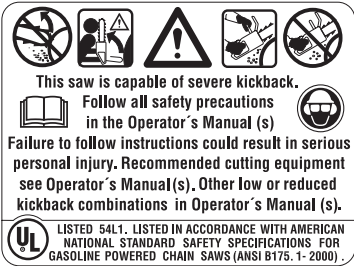 This saw is capable of severe kickback.
Follow all safety precautions
in the Operator´s Manual (s)
Failure to follow instructions could result in serious
personal injury. Recommended cutting equipment
see Operator´s Manual (s). Other low or reduced
kickback combinations in Operator´s Manual (s).
UL
LISTED 54L1. LISTED IN ACCORDANCE WITH AMERICAN
NATIONAL STANDARD SAFETY SPECIFICATIONS FOR
GASOLINE POWERED CHAIN SAWS (ANSI B175. 1- 2000) .